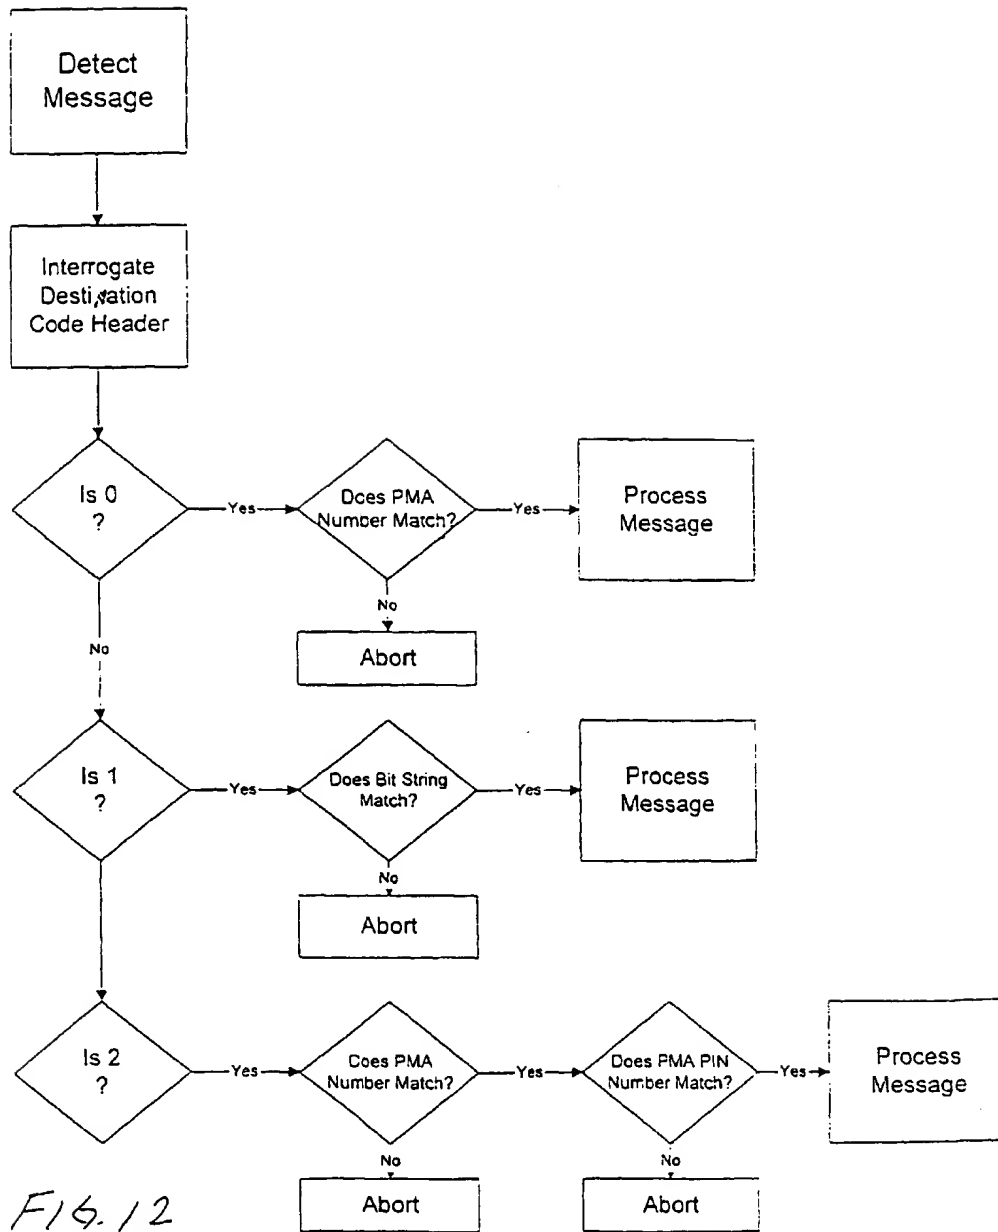 Detect
Message
Interrogate
Destination
Code Header
Is 0
?
Yes
Does PMA
Number Match?
Yes
Process
Message
No
Abort
No
Is 1
?
Yes
Does Bit String
Match?
Yes
Process
Message
No
Abort
Is 2
?
Yes
Does PMA
Number Match?
Yes
Does PMA PIN
Number Match?
Yes
Process
Message
No
Abort
No
Abort
FIG. 12